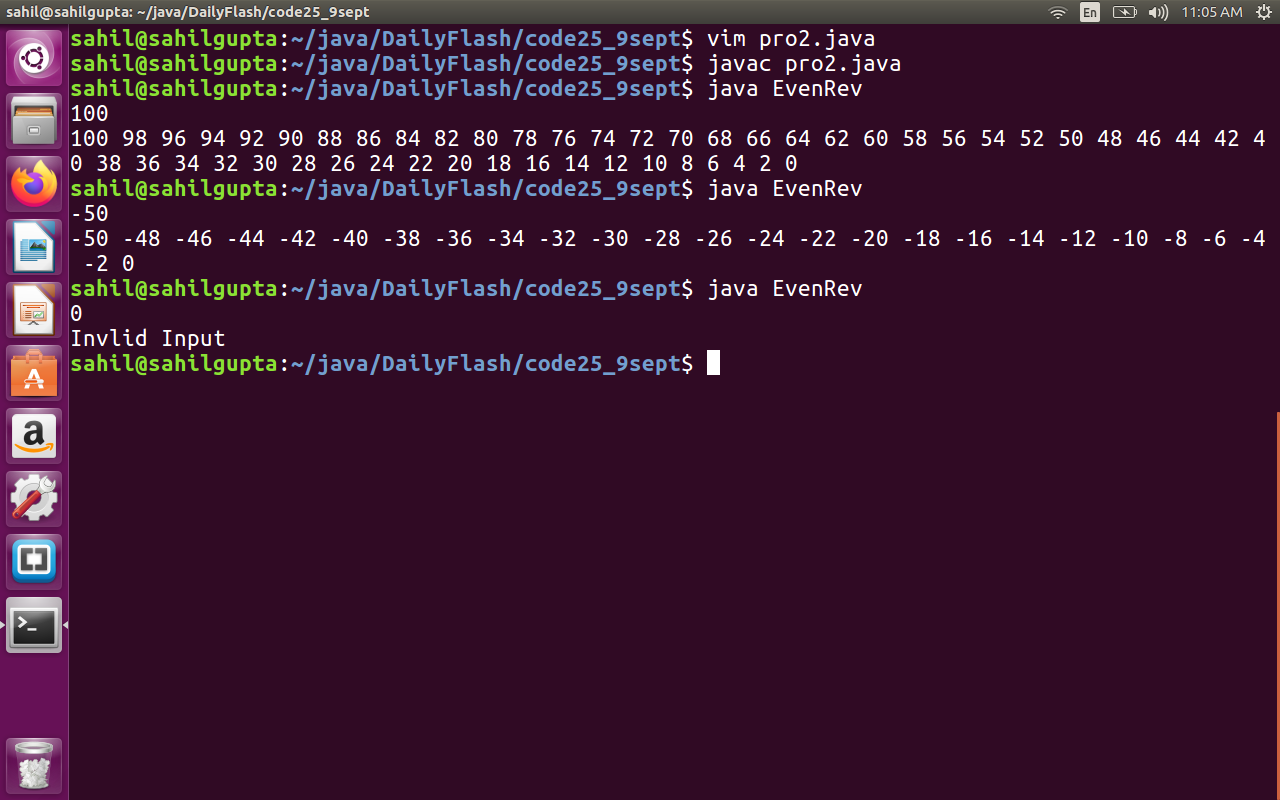 sahil@sahilgupta: ~/java/DailyFlash/code25_9sept En 11:05 AM
sahil@sahilgupta:~/java/DailyFlash/code25_9sept$ vim pro2.java
sahil@sahilgupta:~/java/DailyFlash/code25_9sept$ javac pro2.java
sahil@sahilgupta:~/java/DailyFlash/code25_9sept$ java EvenRev
100
100 98 96 94 92 90 88 86 84 82 80 78 76 74 72 70 68 66 64 62 60 58 56 54 52 50 48 46 44 42 4
0 38 36 34 32 30 28 26 24 22 20 18 16 14 12 10 8 6 4 2 0
sahil@sahilgupta:~/java/DailyFlash/code25_9sept$ java EvenRev
-50
-50 -48 -46 -44 -42 -40 -38 -36 -34 -32 -30 -28 -26 -24 -22 -20 -18 -16 -14 -12 -10 -8 -6 -4
-2 0
sahil@sahilgupta:~/java/DailyFlash/code25_9sept$ java EvenRev
0
Invlid Input
sahil@sahilgupta:~/java/DailyFlash/code25_9sept$